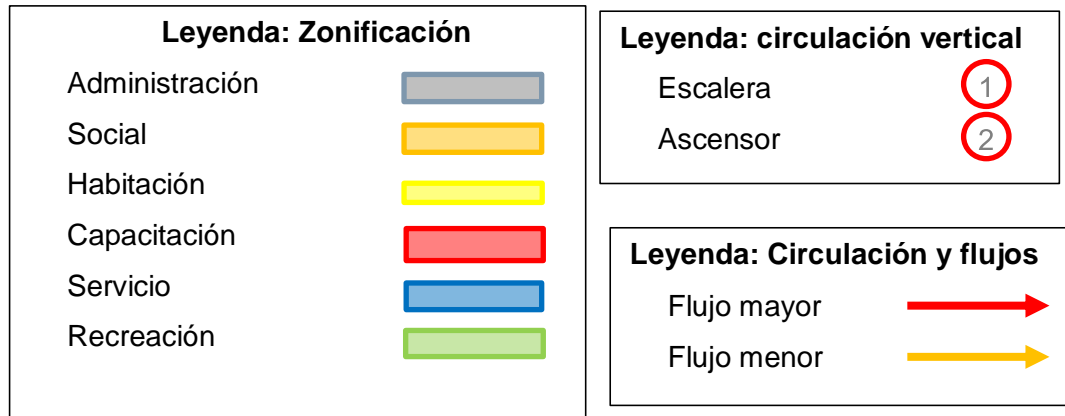 Leyenda: Zonificación
Administración
Social
Habitación
Capacitación
Servicio
Recreación
Leyenda: circulación vertical
Escalera 1
Ascensor 2
Leyenda: Circulación y flujos
Flujo mayor
Flujo menor